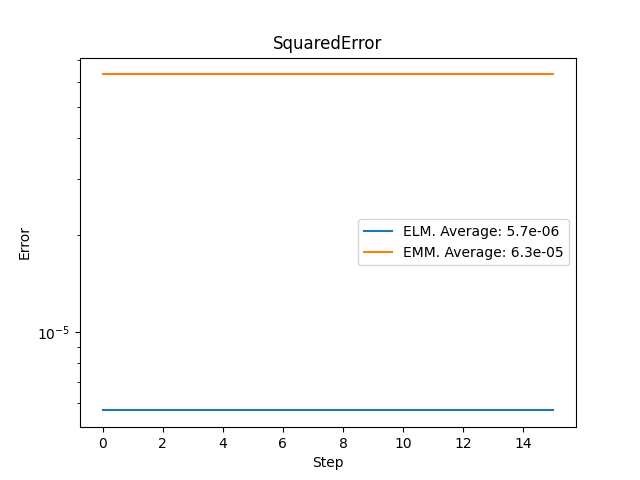 SquaredError
Error
ELM. Average: 5.7e-06
EMM. Average: 6.3e-05
10⁻⁵
0 2 4 6 8 10 12 14
Step